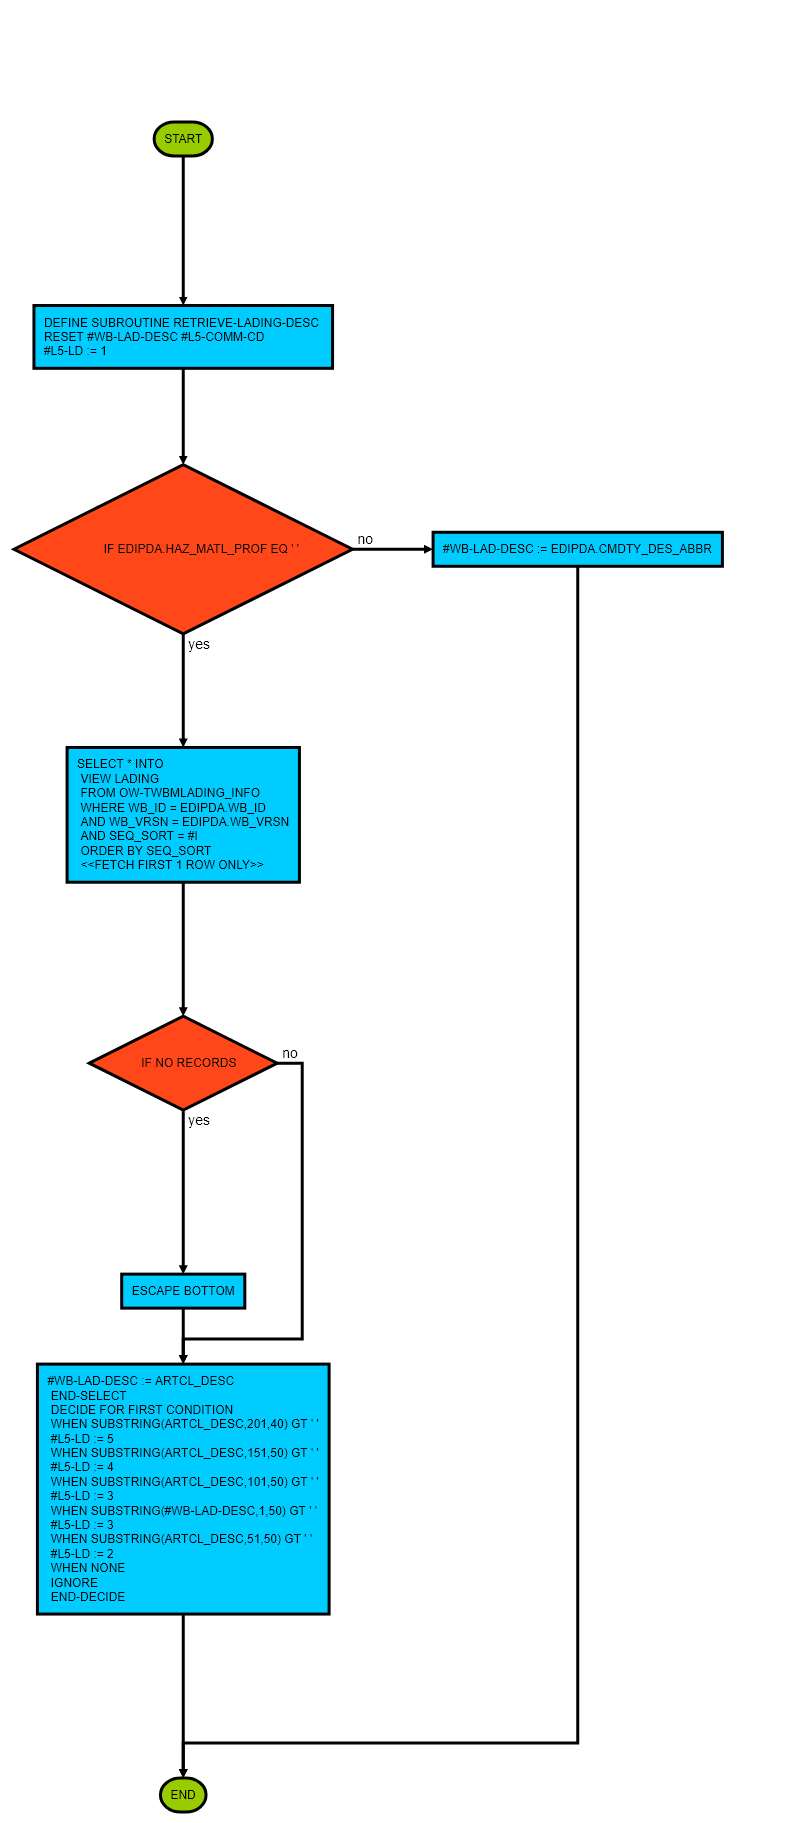 START
DEFINE SUBROUTINE RETRIEVE-LADING-DESC
RESET #WB-LAD-DESC #L5-COMM-CD
#L5-LD := 1
IF EDIPDA.HAZ_MATL_PROF EQ ' '
no
#WB-LAD-DESC := EDIPDA.CMDTY_DES_ABBR
yes
SELECT * INTO
VIEW LADING
FROM OW-TWBMLADING_INFO
WHERE WB_ID = EDIPDA.WB_ID
AND WB_VRSN = EDIPDA.WB_VRSN
AND SEQ_SORT = #I
ORDER BY SEQ_SORT
<<FETCH FIRST 1 ROW ONLY>>
IF NO RECORDS
no
yes
ESCAPE BOTTOM
#WB-LAD-DESC := ARTCL_DESC
END-SELECT
DECIDE FOR FIRST CONDITION
WHEN SUBSTRING(ARTCL_DESC,201,40) GT ' '
#L5-LD := 5
WHEN SUBSTRING(ARTCL_DESC,151,50) GT ' '
#L5-LD := 4
WHEN SUBSTRING(ARTCL_DESC,101,50) GT ' '
#L5-LD := 3
WHEN SUBSTRING(#WB-LAD-DESC,1,50) GT ' '
#L5-LD := 3
WHEN SUBSTRING(ARTCL_DESC,51,50) GT ' '
#L5-LD := 2
WHEN NONE
IGNORE
END-DECIDE
END